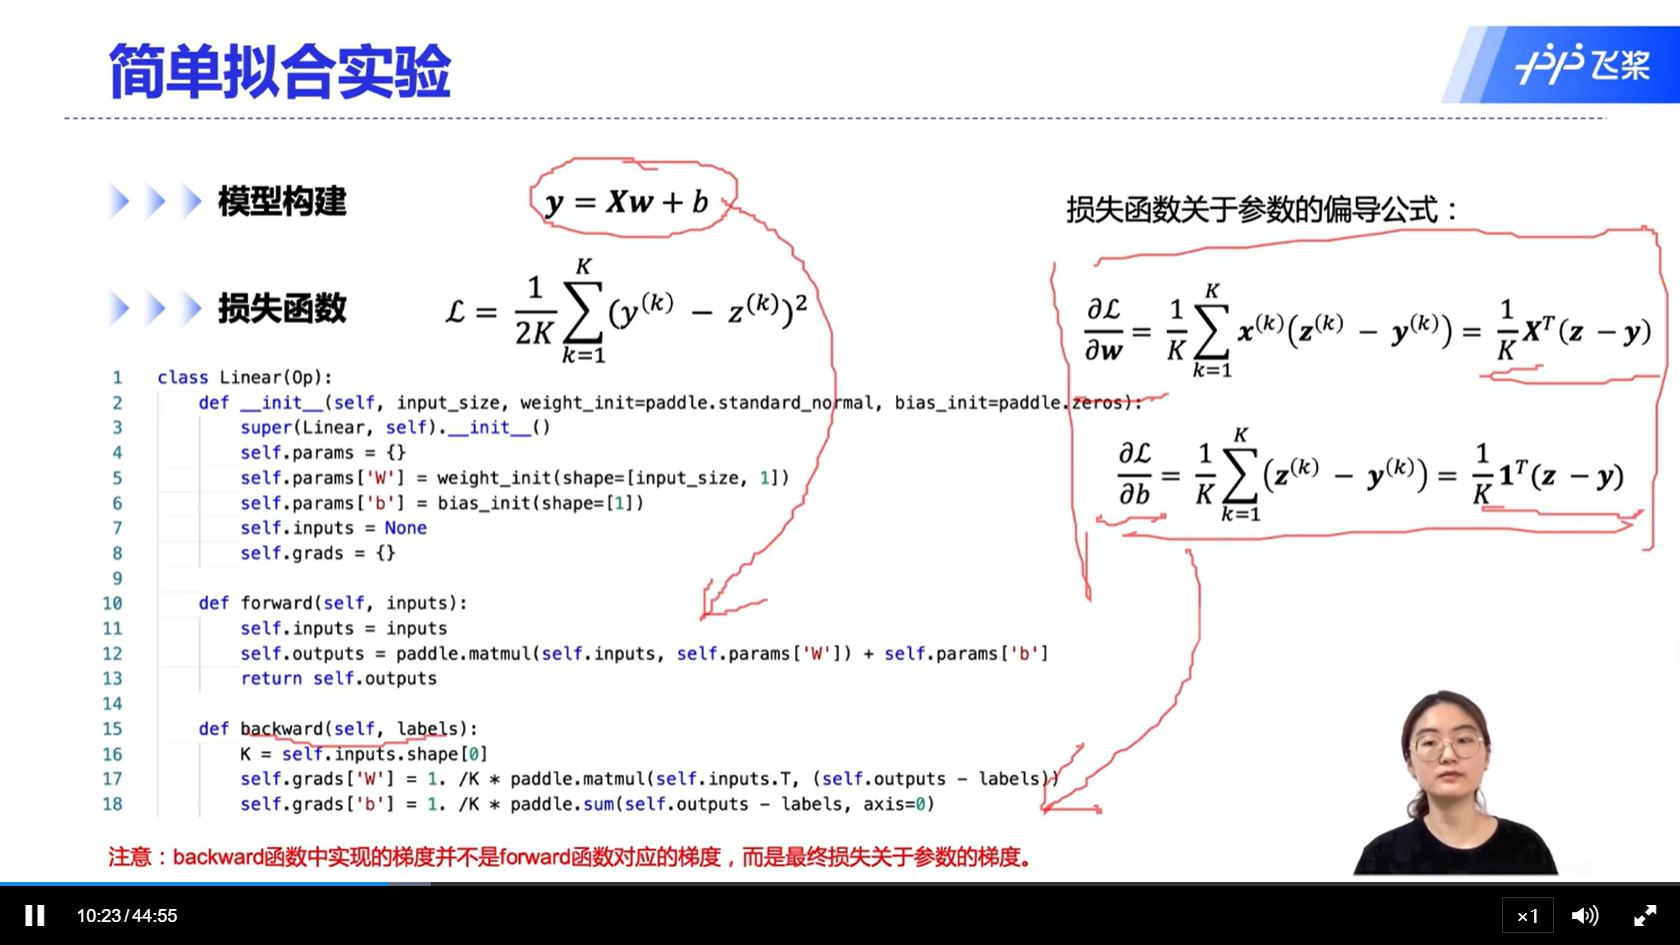 简单拟合实验
飞桨
模型构建
y = Xw + b
损失函数
ℒ = \frac{1}{2K} \sum_{k=1}^{K} (y^{(k)} − z^{(k)})^2
损失函数关于参数的偏导公式：
\frac{∂ℒ}{∂w} = \frac{1}{K} \sum_{k=1}^{K} x^{(k)}(z^{(k)} − y^{(k)}) = \frac{1}{K} X^T(z − y)
\frac{∂ℒ}{∂b} = \frac{1}{K} \sum_{k=1}^{K} (z^{(k)} − y^{(k)}) = \frac{1}{K} 1^T(z − y)
1 class Linear(Op):
2     def __init__(self, input_size, weight_init=paddle.standard_normal, bias_init=paddle.zeros):
3         super(Linear, self).__init__()
4         self.params = {}
5         self.params['W'] = weight_init(shape=[input_size, 1])
6         self.params['b'] = bias_init(shape=[1])
7         self.inputs = None
8         self.grads = {}
9
10     def forward(self, inputs):
11         self.inputs = inputs
12         self.outputs = paddle.matmul(self.inputs, self.params['W']) + self.params['b']
13         return self.outputs
14
15     def backward(self, labels):
16         K = self.inputs.shape[0]
17         self.grads['W'] = 1. /K * paddle.matmul(self.inputs.T, (self.outputs − labels))
18         self.grads['b'] = 1. /K * paddle.sum(self.outputs − labels, axis=0)
注意：backward函数中实现的梯度并不是forward函数对应的梯度，而是最终损失关于参数的梯度。
10:23/44:55
×1